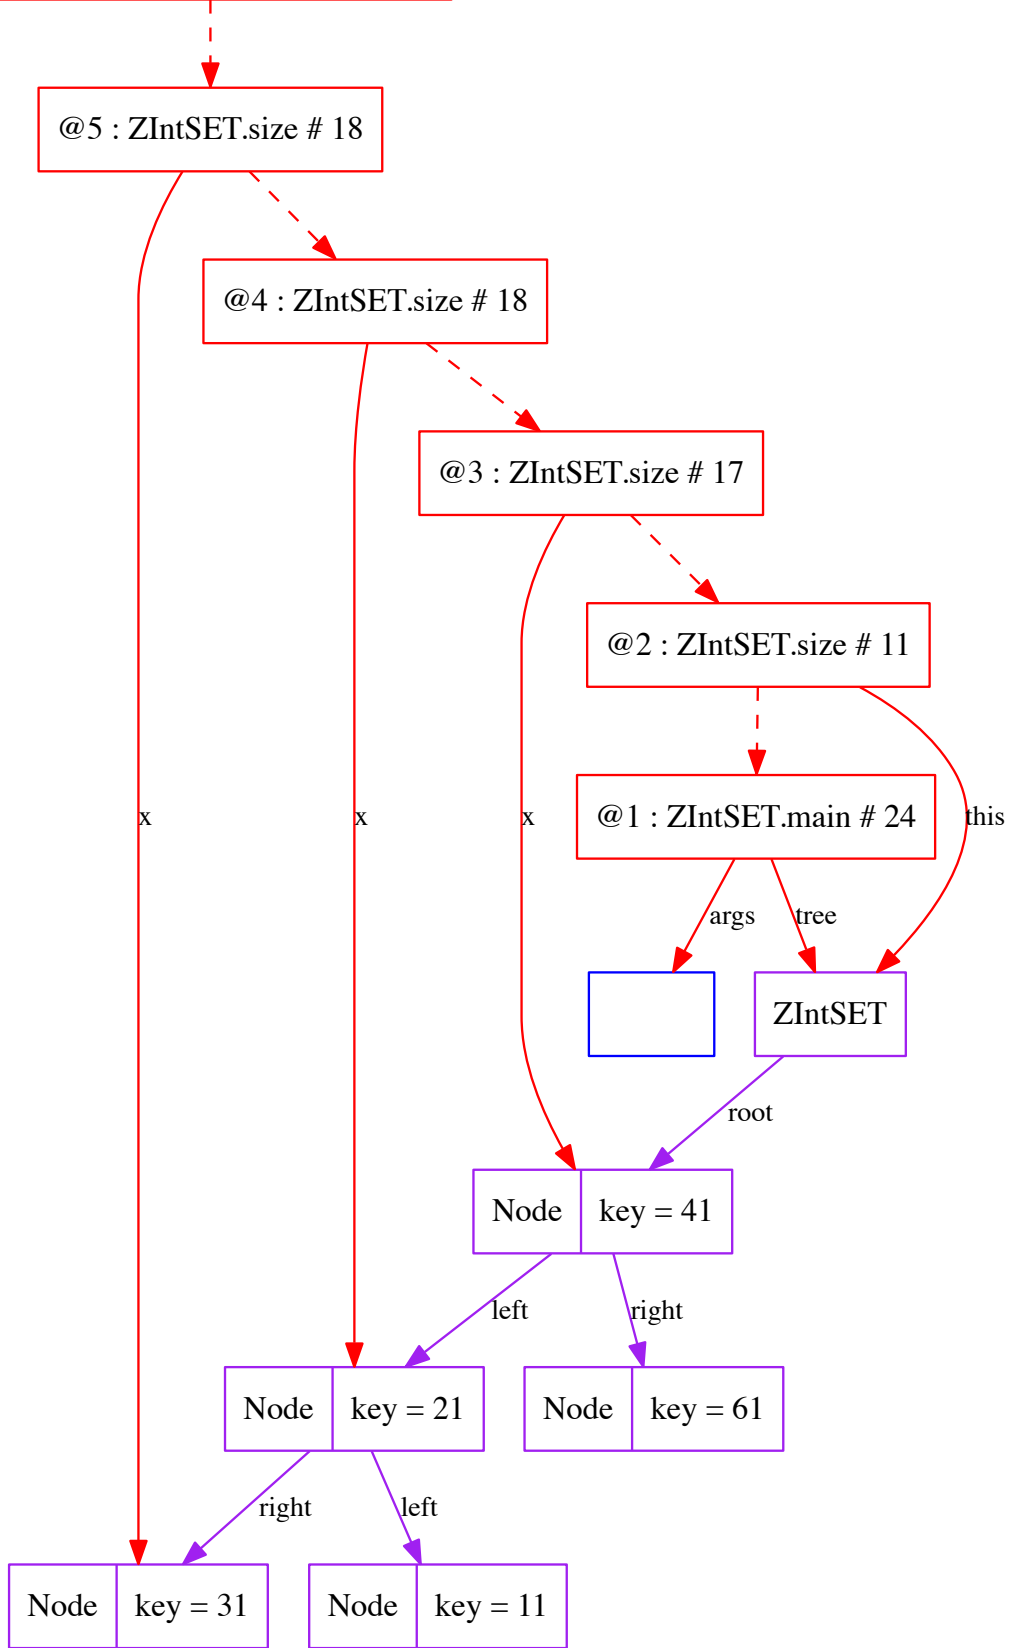 @5 : ZIntSET.size # 18
@4 : ZIntSET.size # 18
@3 : ZIntSET.size # 17
@2 : ZIntSET.size # 11
x
x
x
@1 : ZIntSET.main # 24
this
args
tree
ZIntSET
root
Node
key = 41
left
right
Node
key = 21
Node
key = 61
right
left
Node
key = 31
Node
key = 11